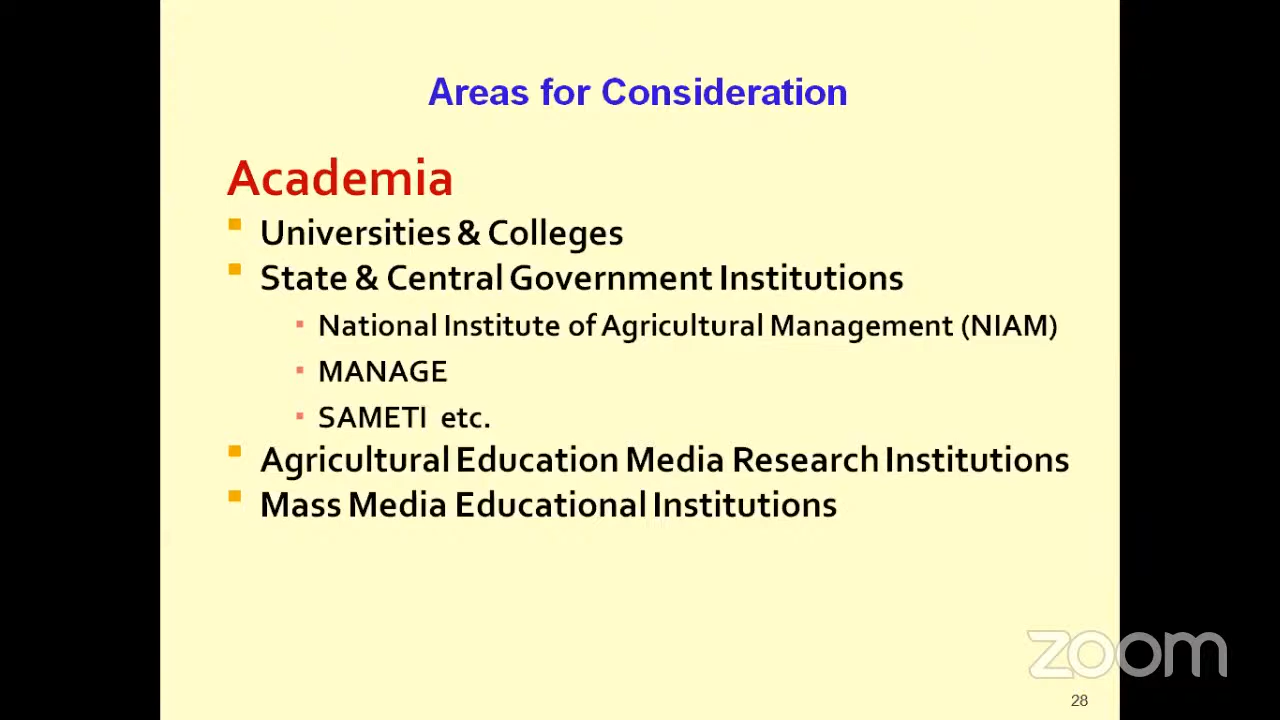 Areas for Consideration
Academia
Universities & Colleges
State & Central Government Institutions
National Institute of Agricultural Management (NIAM)
MANAGE
SAMETI etc.
Agricultural Education Media Research Institutions
Mass Media Educational Institutions
zoom
28